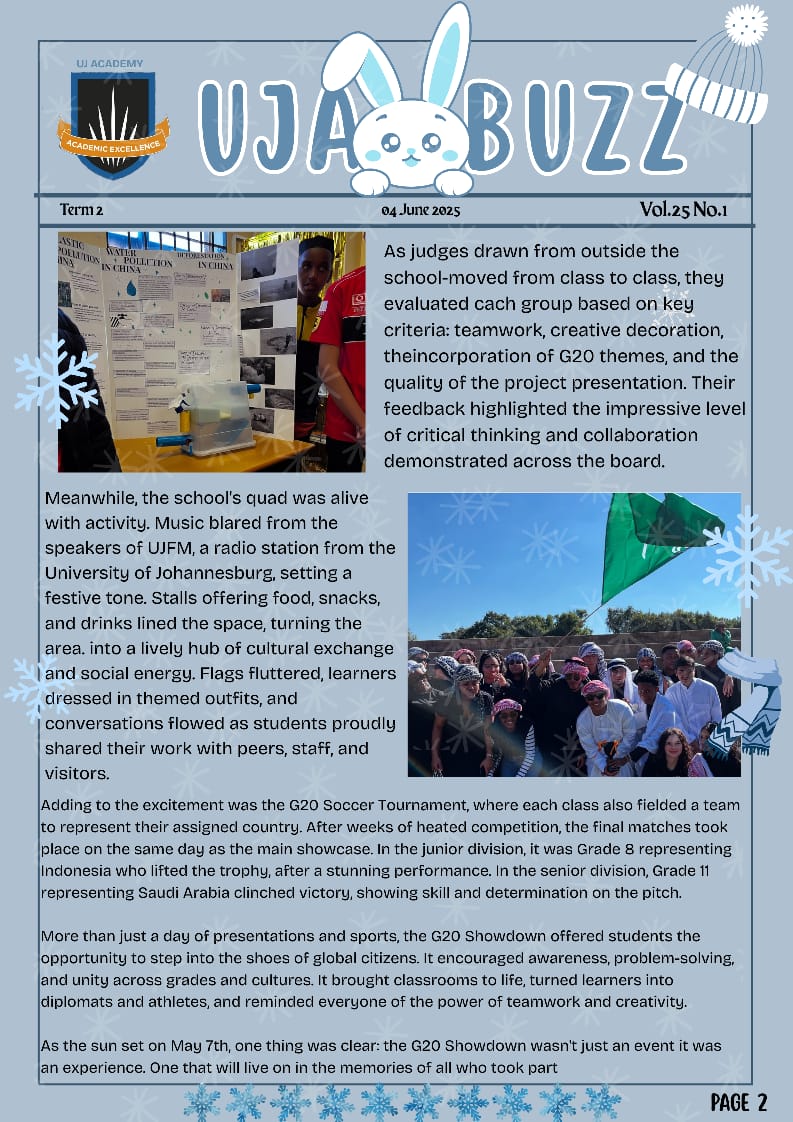 UJ ACADEMY
ACADEMIC EXCELLENCE
UJA BUZZ
Term 2
04 June 2025
Vol.25 No.1
POLLUTION
WATER
POLLUTION
IN CHINA
DEFORESTATION
IN CHINA
As judges drawn from outside the
school-moved from class to class, they
evaluated cach group based on key
criteria: teamwork, creative decoration,
theincorporation of G20 themes, and the
quality of the project presentation. Their
feedback highlighted the impressive level
of critical thinking and collaboration
demonstrated across the board.
Meanwhile, the school's quad was alive
with activity. Music blared from the
speakers of UJFM, a radio station from the
University of Johannesburg, setting a
festive tone. Stalls offering food, snacks,
and drinks lined the space, turning the
area. into a lively hub of cultural exchange
and social energy. Flags fluttered, learners
dressed in themed outfits, and
conversations flowed as students proudly
shared their work with peers, staff, and
visitors.
Adding to the excitement was the G20 Soccer Tournament, where each class also fielded a team
to represent their assigned country. After weeks of heated competition, the final matches took
place on the same day as the main showcase. In the junior division, it was Grade 8 representing
Indonesia who lifted the trophy, after a stunning performance. In the senior division, Grade 11
representing Saudi Arabia clinched victory, showing skill and determination on the pitch.
More than just a day of presentations and sports, the G20 Showdown offered students the
opportunity to step into the shoes of global citizens. It encouraged awareness, problem-solving,
and unity across grades and cultures. It brought classrooms to life, turned learners into
diplomats and athletes, and reminded everyone of the power of teamwork and creativity.
As the sun set on May 7th, one thing was clear: the G20 Showdown wasn't just an event it was
an experience. One that will live on in the memories of all who took part
PAGE 2